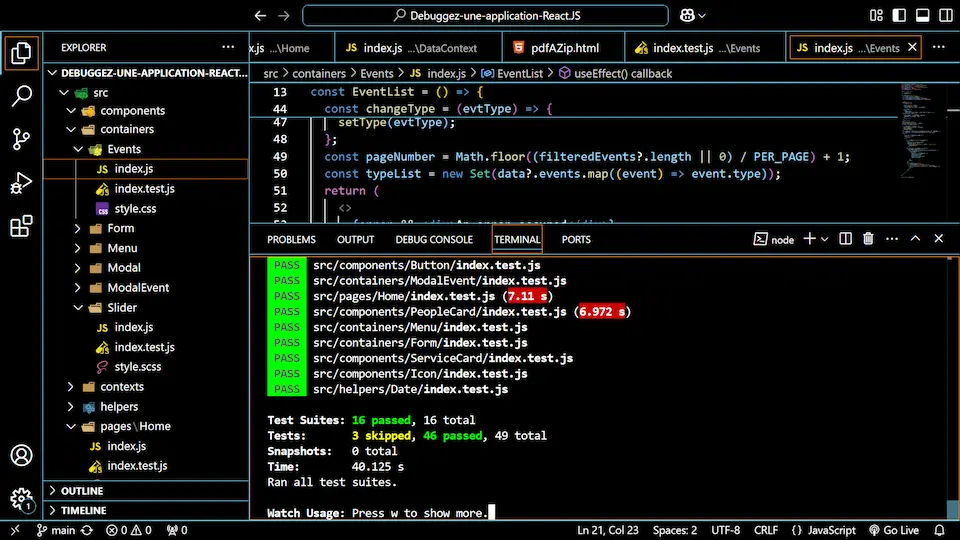 Debuggez-une-application-React.JS
EXPLORER
DEBUGGEZ-UNE-APPLICATION-REACT...
src
components
containers
Events
JS index.js
index.test.js
style.css
Form
Menu
Modal
ModalEvent
Slider
JS index.js
index.test.js
style.scss
contexts
helpers
pages\Home
JS index.js
index.test.js
OUTLINE
TIMELINE
x.js ...\Home
JS index.js ...\DataContext
pdfAZip.html
index.test.js ...\Events
JS index.js ...\Events
src > containers > Events > JS index.js > EventList > useEffect() callback
13 const EventList = () => {
44 const changeType = (evtType) => {
47 setType(evtType);
48 };
49 const pageNumber = Math.floor((filteredEvents?.length || 0) / PER_PAGE) + 1;
50 const typeList = new Set(data?.events.map((event) => event.type));
51 return (
52 <>
PROBLEMS OUTPUT DEBUG CONSOLE TERMINAL PORTS node
PASS src/components/Button/index.test.js
PASS src/containers/ModalEvent/index.test.js
PASS src/pages/Home/index.test.js (7.11 s)
PASS src/components/PeopleCard/index.test.js (6.972 s)
PASS src/containers/Menu/index.test.js
PASS src/containers/Form/index.test.js
PASS src/components/ServiceCard/index.test.js
PASS src/components/Icon/index.test.js
PASS src/helpers/Date/index.test.js
Test Suites: 16 passed, 16 total
Tests: 3 skipped, 46 passed, 49 total
Snapshots: 0 total
Time: 40.125 s
Ran all test suites.
Watch Usage: Press w to show more.
1
main 0 0 0 Ln 21, Col 23 Spaces: 2 UTF-8 CRLF {} JavaScript Go Live